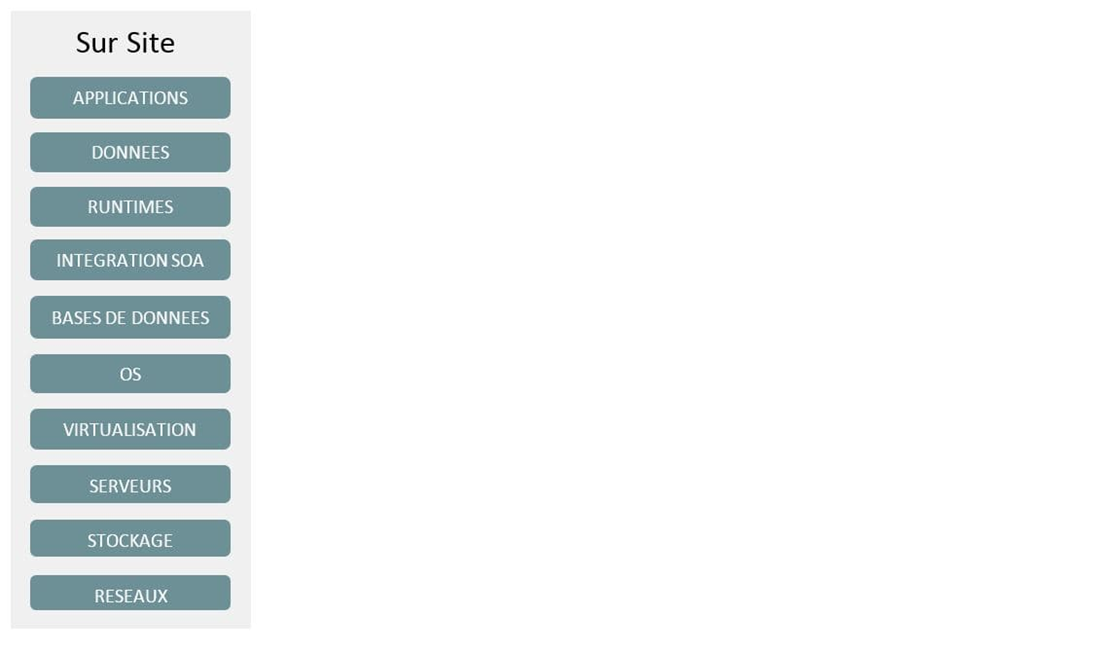 Sur Site
APPLICATIONS
DONNEES
RUNTIMES
INTEGRATION SOA
BASES DE DONNEES
OS
VIRTUALISATION
SERVEURS
STOCKAGE
RESEAUX